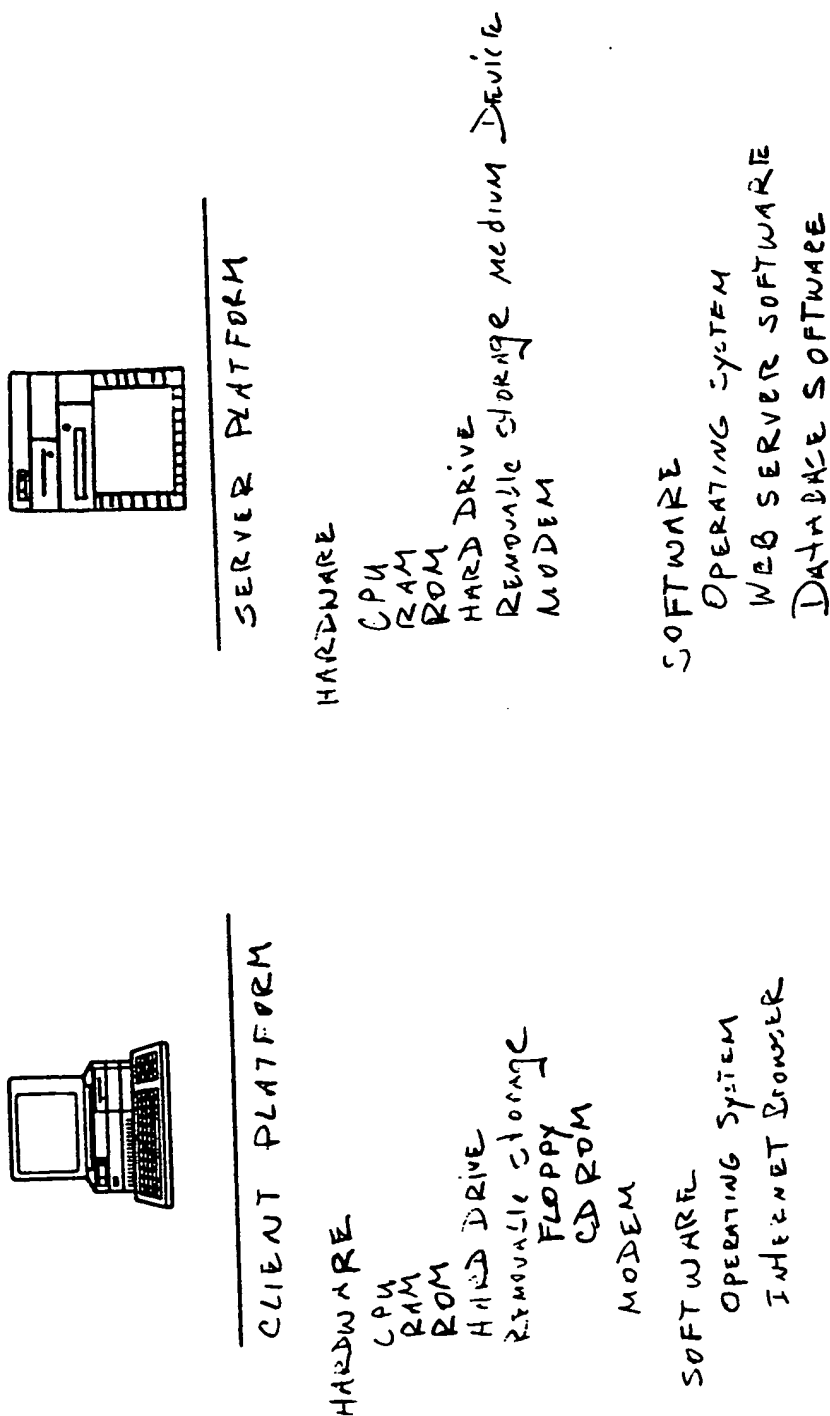 CLIENT PLATFORM
HARDWARE
CPU
RAM
ROM
HARD DRIVE
REMOVABLE STORAGE
FLOPPY
CD ROM
MODEM
SOFTWARE
OPERATING SYSTEM
INTERNET BROWSER
SERVER PLATFORM
HARDWARE
CPU
RAM
ROM
HARD DRIVE
REMOVABLE STORAGE MEDIUM DEVICE
MODEM
SOFTWARE
OPERATING SYSTEM
WEB SERVER SOFTWARE
DATABASE SOFTWARE